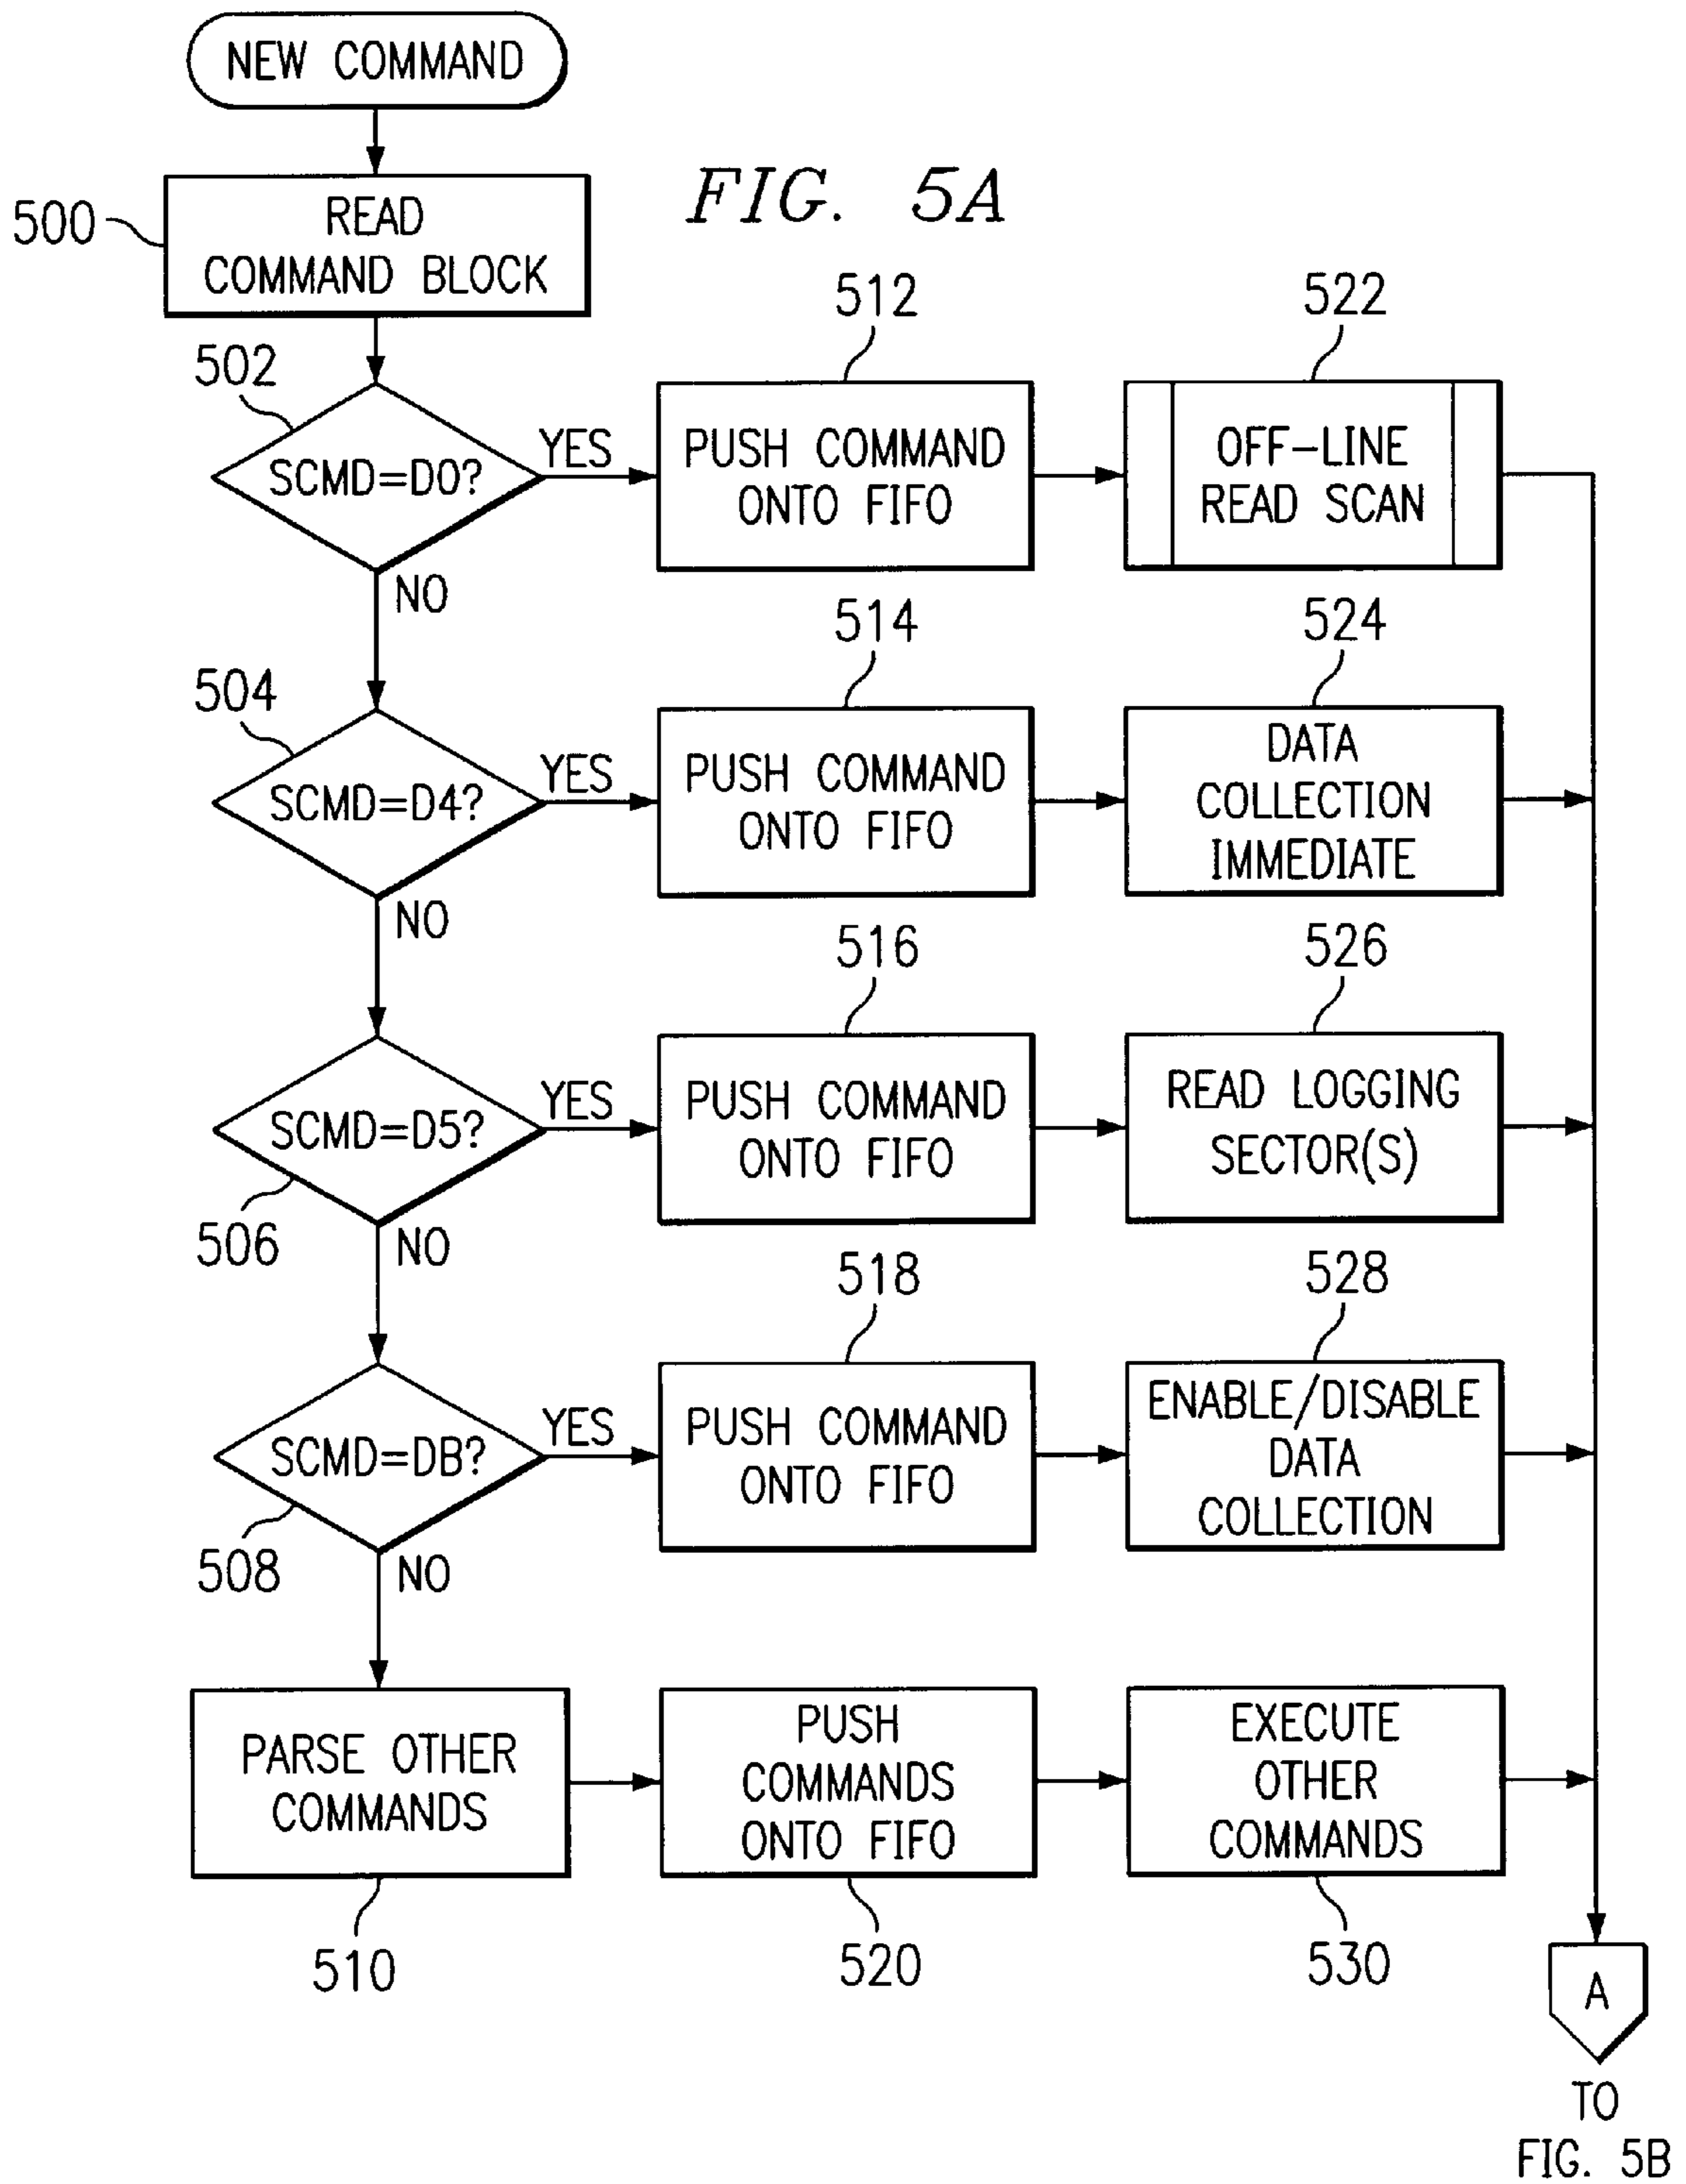 NEW COMMAND
FIG. 5A
500
READ
COMMAND BLOCK
502
512
522
SCMD=D0?
YES
PUSH COMMAND
ONTO FIFO
OFF-LINE
READ SCAN
NO
504
514
524
SCMD=D4?
YES
PUSH COMMAND
ONTO FIFO
DATA
COLLECTION
IMMEDIATE
NO
516
526
SCMD=D5?
YES
PUSH COMMAND
ONTO FIFO
READ LOGGING
SECTOR(S)
506
NO
518
528
SCMD=DB?
YES
PUSH COMMAND
ONTO FIFO
ENABLE/DISABLE
DATA
COLLECTION
508
NO
PARSE OTHER
COMMANDS
PUSH
COMMANDS
ONTO FIFO
EXECUTE
OTHER
COMMANDS
510
520
530
A
TO
FIG. 5B